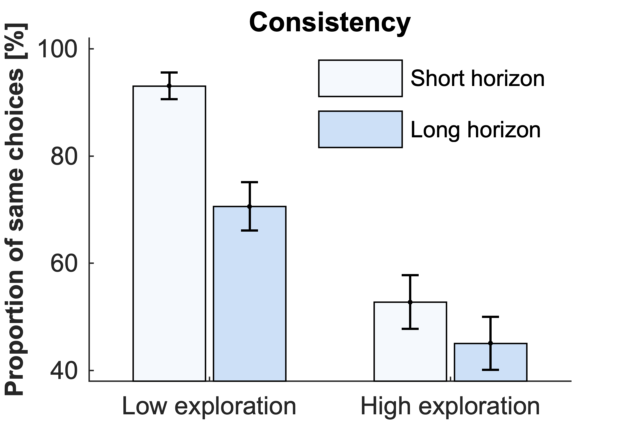 Consistency
Proportion of same choices [%]
100
80
60
40
Short horizon
Long horizon
Low exploration
High exploration